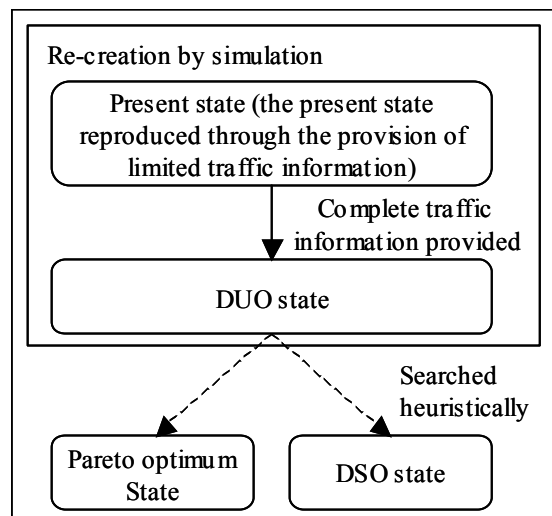 Re-creation by simulation
Present state (the present state
reproduced through the provision of
limited traffic information)
Complete traffic
information provided
DUO state
Searched
heuristically
Pareto optimum
State
DSO state